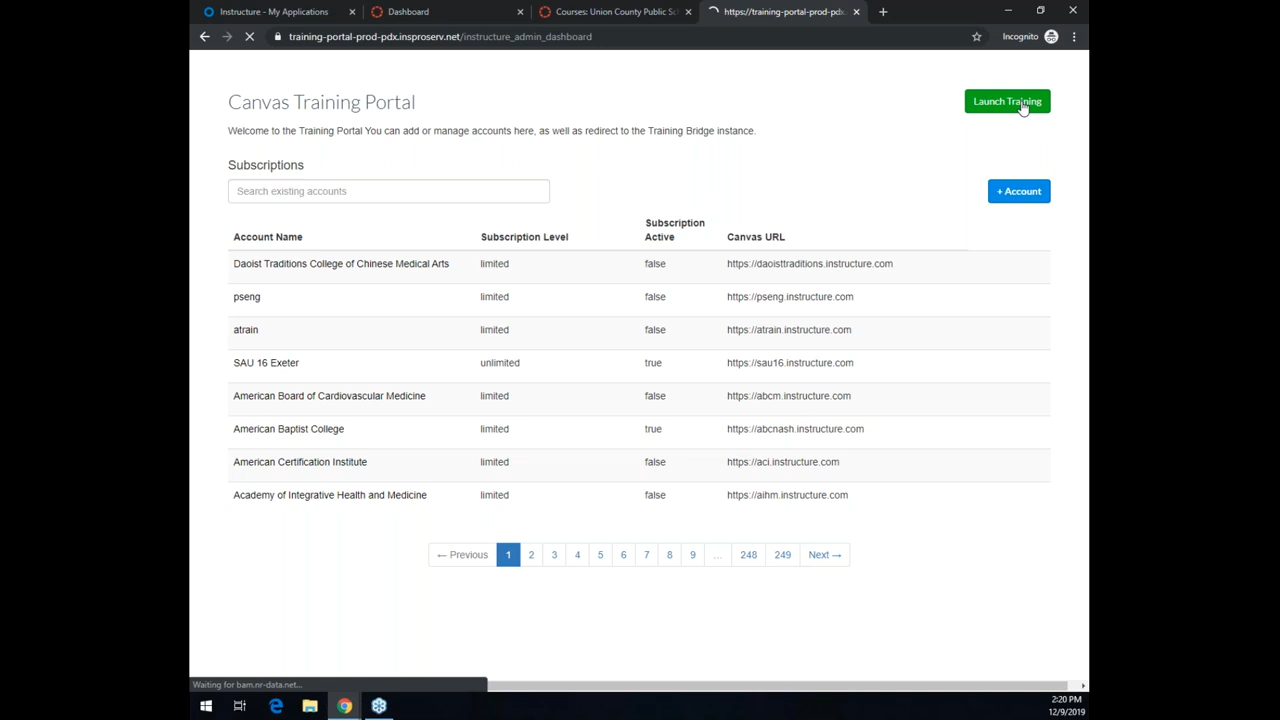 Instructure - My Applications
Dashboard
Courses: Union County Public Sc
https://training-portal-prod-pdx.
training-portal-prod-pdx.insproserv.net/instructure_admin_dashboard
Incognito
Canvas Training Portal
Launch Training
Welcome to the Training Portal You can add or manage accounts here, as well as redirect to the Training Bridge instance.
Subscriptions
Search existing accounts
+ Account
Account Name Subscription Level Subscription Active Canvas URL
Daoist Traditions College of Chinese Medical Arts limited false https://daoisttraditions.instructure.com
pseng limited false https://pseng.instructure.com
atrain limited false https://atrain.instructure.com
SAU 16 Exeter unlimited true https://sau16.instructure.com
American Board of Cardiovascular Medicine limited false https://abcm.instructure.com
American Baptist College limited true https://abcnash.instructure.com
American Certification Institute limited false https://aci.instructure.com
Academy of Integrative Health and Medicine limited false https://aihm.instructure.com
← Previous 1 2 3 4 5 6 7 8 9 ... 248 249 Next →
Waiting for bam.nr-data.net...
2:20 PM
12/9/2019